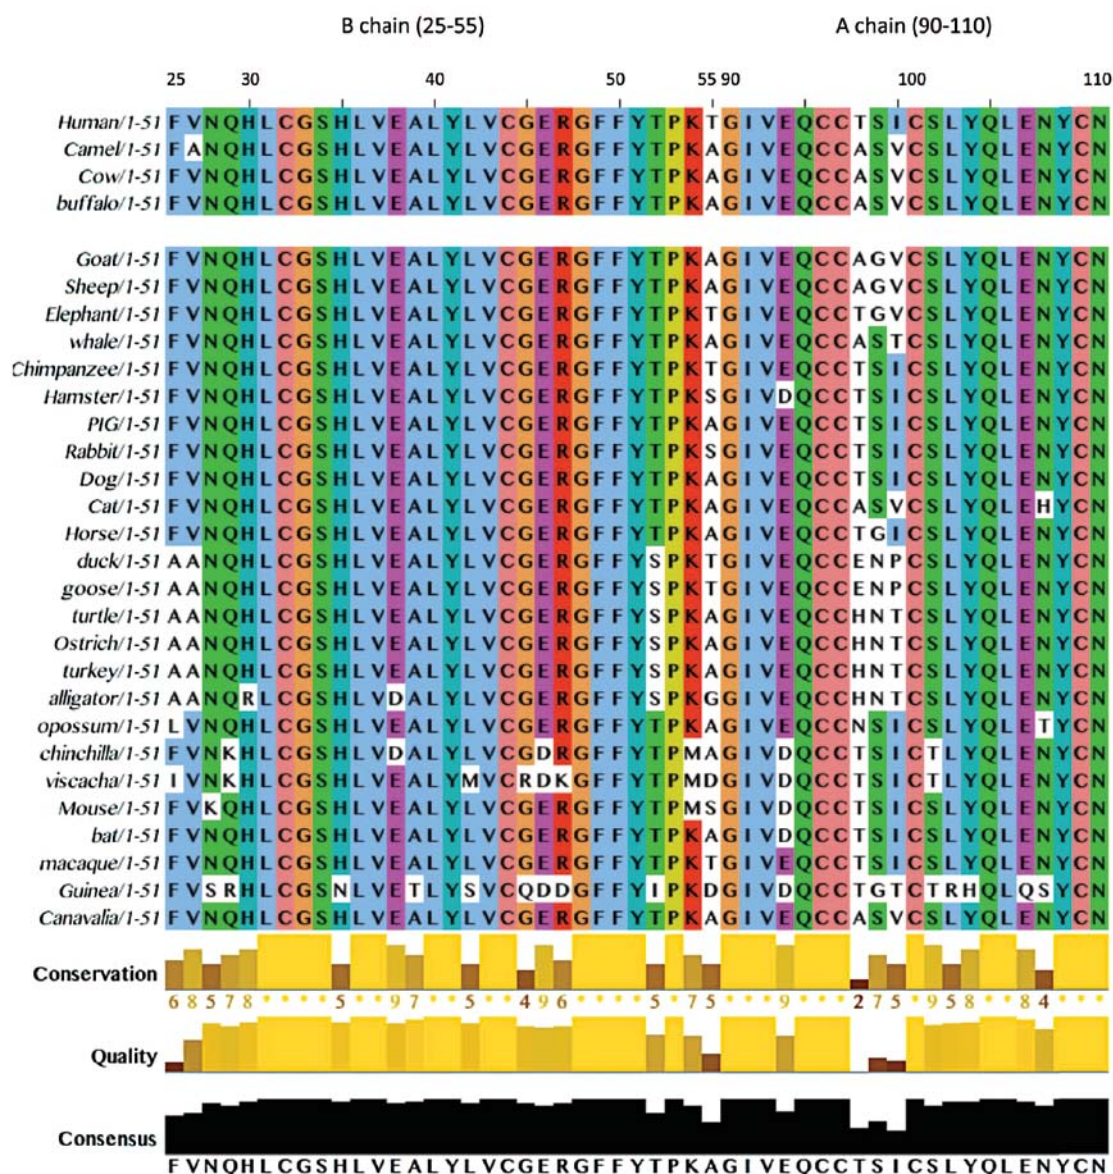 B chain (25-55) A chain (90-110)
25 30 40 50 55 90 100 110
Human/1-51 FVNQHLCGSHLVEALYLVCGERGFFYTPKTGIVEQCCTSICSLYQLENYCN
Camel/1-51 FANQHLCGSHLVEALYLVCGERGFFYTPKAGIVEQCCASVCSLYQLENYCN
Cow/1-51 FVNQHLCGSHLVEALYLVCGERGFFYTPKAGIVEQCCASVCSLYQLENYCN
buffalo/1-51 FVNQHLCGSHLVEALYLVCGERGFFYTPKAGIVEQCCASVCSLYQLENYCN
Goat/1-51 FVNQHLCGSHLVEALYLVCGERGFFYTPKAGIVEQCCAGVCSLYQLENYCN
Sheep/1-51 FVNQHLCGSHLVEALYLVCGERGFFYTPKAGIVEQCCAGVCSLYQLENYCN
Elephant/1-51 FVNQHLCGSHLVEALYLVCGERGFFYTPKTGIVEQCCTGVCSLYQLENYCN
whale/1-51 FVNQHLCGSHLVEALYLVCGERGFFYTPKAGIVEQCCASTCSLYQLENYCN
Chimpanzee/1-51 FVNQHLCGSHLVEALYLVCGERGFFYTPKTGIVEQCCTSICSLYQLENYCN
Hamster/1-51 FVNQHLCGSHLVEALYLVCGERGFFYTPKSGIVDQCCTSICSLYQLENYCN
PIG/1-51 FVNQHLCGSHLVEALYLVCGERGFFYTPKAGIVEQCCTSICSLYQLENYCN
Rabbit/1-51 FVNQHLCGSHLVEALYLVCGERGFFYTPKSGIVEQCCTSICSLYQLENYCN
Dog/1-51 FVNQHLCGSHLVEALYLVCGERGFFYTPKAGIVEQCCTSICSLYQLENYCN
Cat/1-51 FVNQHLCGSHLVEALYLVCGERGFFYTPKAGIVEQCCASVCSLYQLEHYCN
Horse/1-51 FVNQHLCGSHLVEALYLVCGERGFFYTPKAGIVEQCCTGICSLYQLENYCN
duck/1-51 AANQHLCGSHLVEALYLVCGERGFFYSPKTGIVEQCCENPCSLYQLENYCN
goose/1-51 AANQHLCGSHLVEALYLVCGERGFFYSPKTGIVEQCCENPCSLYQLENYCN
turtle/1-51 AANQHLCGSHLVEALYLVCGERGFFYSPKAGIVEQCCHNTCSLYQLENYCN
Ostrich/1-51 AANQHLCGSHLVEALYLVCGERGFFYSPKAGIVEQCCHNTCSLYQLENYCN
turkey/1-51 AANQHLCGSHLVEALYLVCGERGFFYSPKAGIVEQCCHNTCSLYQLENYCN
alligator/1-51 AANQRLCGSHLVDALYLVCGERGFFYSPKGGIVEQCCHNTCSLYQLENYCN
opossum/1-51 LVNQHLCGSHLVEALYLVCGERGFFYTPKAGIVEQCCNSICSLYQLETYCN
chinchilla/1-51 FVNKHLCGSHLVDALYLVCGDRGFFYTPMAGIVDQCCTSICTLYQLENYCN
viscacha/1-51 IVNKHLCGSHLVEALYMVCRDKGFFYTPMDGIVDQCCTSICTLYQLENYCN
Mouse/1-51 FVKQHLCGSHLVEALYLVCGERGFFYTPMSGIVDQCCTSICSLYQLENYCN
bat/1-51 FVNQHLCGSHLVEALYLVCGERGFFYTPKAGIVDQCCTSICSLYQLENYCN
macaque/1-51 FVNQHLCGSHLVEALYLVCGERGFFYTPKTGIVEQCCTSICSLYQLENYCN
Guinea/1-51 FVSRHLCGSNLVETLYSVCQDDGFFYIPKDGIVDQCCTGTCTRHQLQSYCN
Canavalia/1-51 FVNQHLCGSHLVEALYLVCGERGFFYTPKAGIVEQCCASVCSLYQLENYCN
Conservation
68578****5**97**5**496****5*75***9***275*958**84***
Quality
Consensus
FVNQHLCGSHLVEALYLVCGERGFFYTPKAGIVEQCCTSICSLYQLENYCN